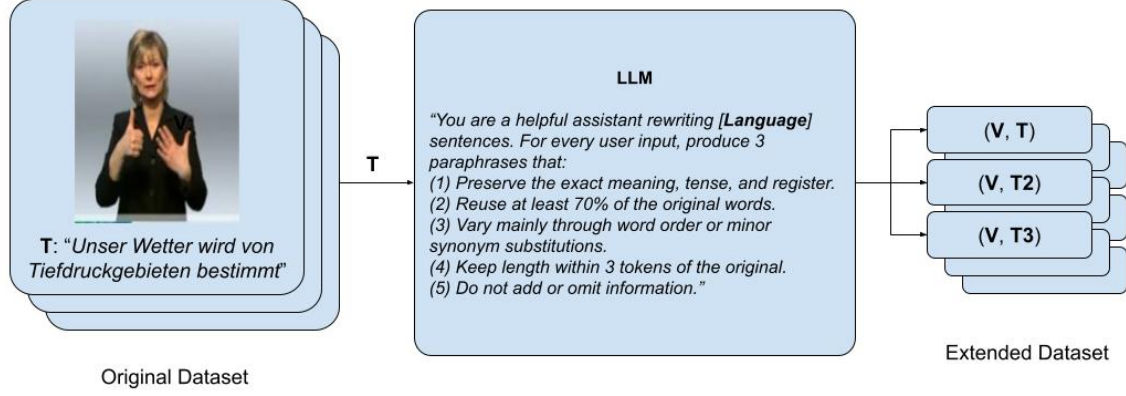 V:
T: “Unser Wetter wird von
Tiefdruckgebieten bestimmt”
Original Dataset
T
LLM
“You are a helpful assistant rewriting [Language]
sentences. For every user input, produce 3
paraphrases that:
(1) Preserve the exact meaning, tense, and register.
(2) Reuse at least 70% of the original words.
(3) Vary mainly through word order or minor
synonym substitutions.
(4) Keep length within 3 tokens of the original.
(5) Do not add or omit information.”
(V, T)
(V, T2)
(V, T3)
Extended Dataset